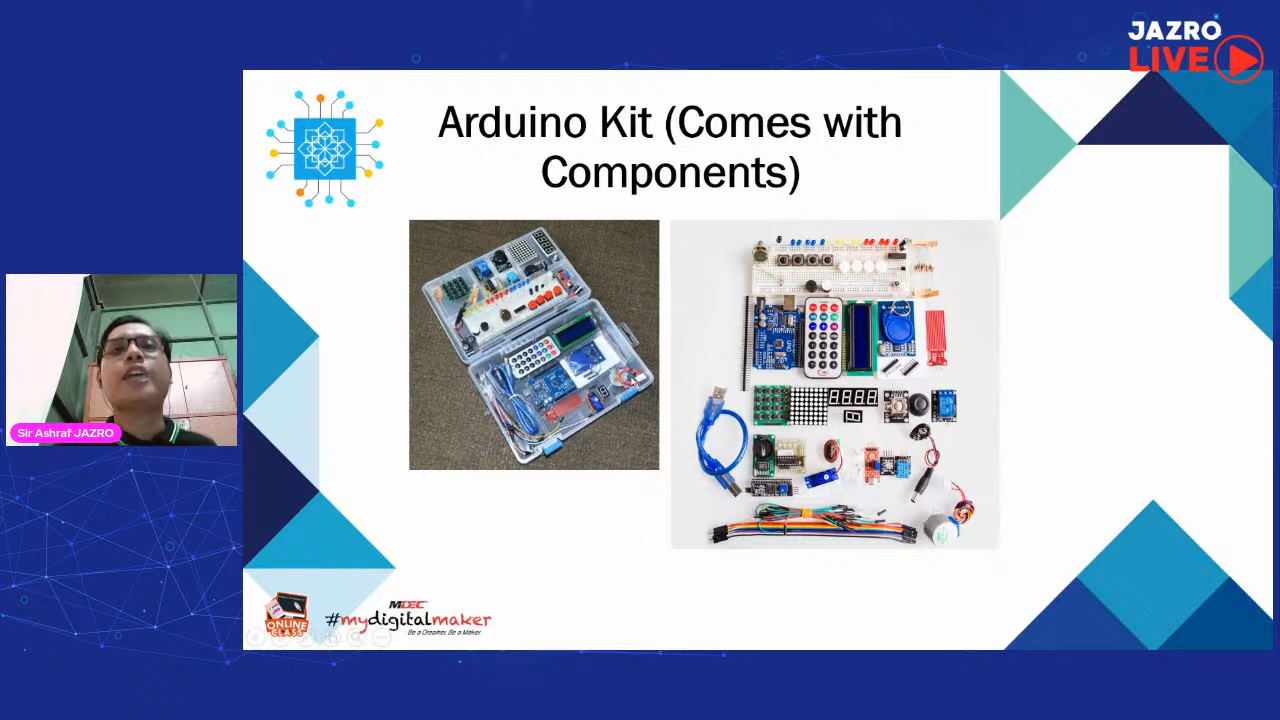 JAZRO
LIVE
Arduino Kit (Comes with
Components)
Sir Ashraf JAZRO
ONLINE
CLASS
MDEC
#mydigitalmaker
Be a Dreamer. Be a Maker